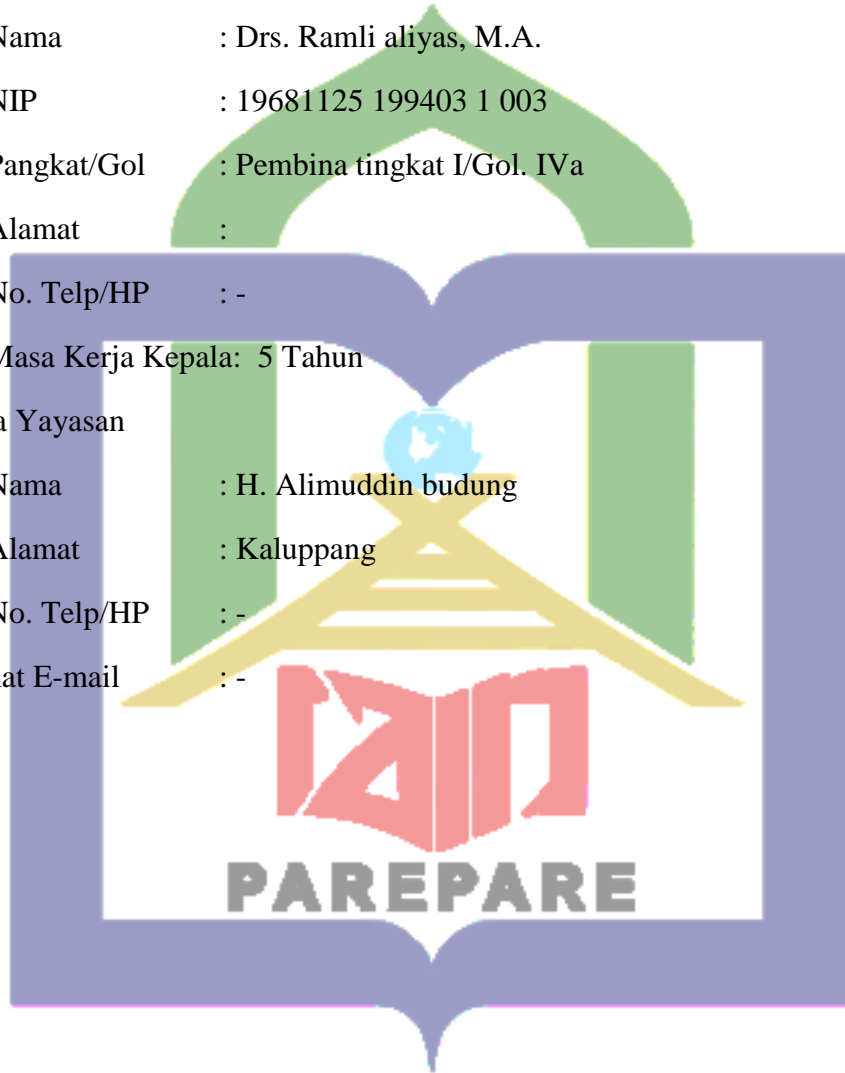 Nama : Drs. Ramli aliyas, M.A.
NIP : 19681125 199403 1 003
Pangkat/Gol : Pembina tingkat I/Gol. IVa
Alamat :
No. Telp/HP : -
Masa Kerja Kepala: 5 Tahun
a Yayasan
Nama : H. Alimuddin budung
Alamat : Kaluppang
No. Telp/HP : -
at E-mail : -
iain
PAREPARE